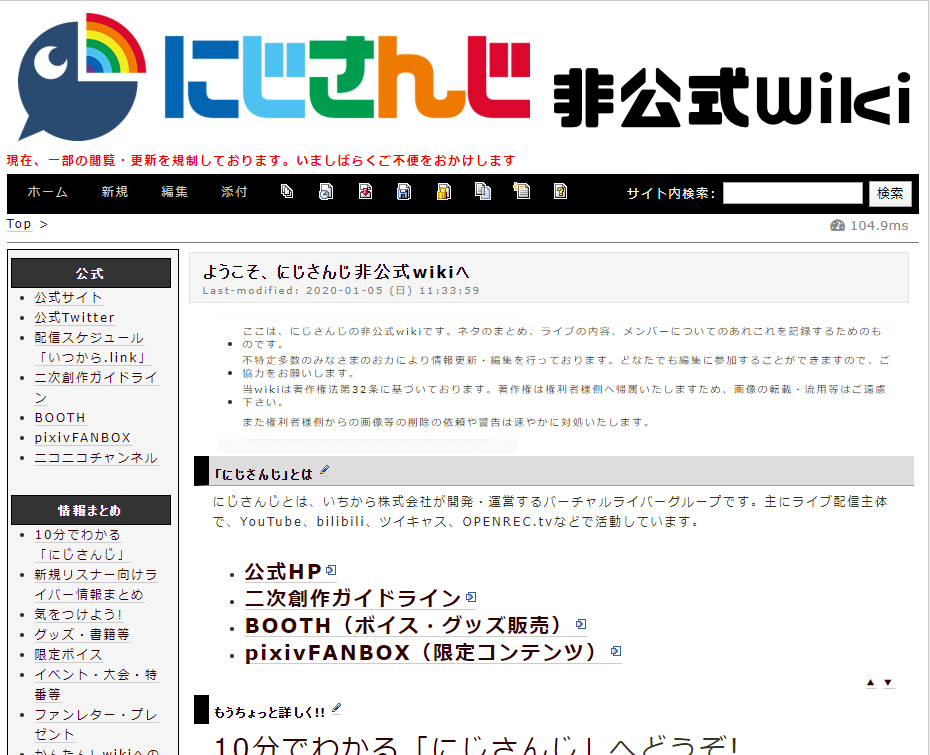 にじさんじ 非公式Wiki
現在、一部の閲覧・更新を規制しております。いましばらくご不便をおかけします
ホーム 新規 編集 添付 サイト内検索: 検索
Top > 104.9ms
公式
公式サイト
公式Twitter
配信スケジュール
「いつから.link」
二次創作ガイドライ
ン
BOOTH
pixivFANBOX
ニコニコチャンネル
情報まとめ
10分でわかる
「にじさんじ」
新規リスナー向けラ
イバー情報まとめ
気をつけよう!
グッズ・書籍等
限定ボイス
イベント・大会・特
番等
ファンレター・プレ
ゼント
かんたん！wikiへの
ようこそ、にじさんじ非公式wikiへ
Last-modified: 2020-01-05 (日) 11:33:59
ここは、にじさんじの非公式wikiです。ネタのまとめ、ライブの内容、メンバーについてのあれこれを記録するためのも
のです。
不特定多数のみなさまのお力により情報更新・編集を行っております。どなたでも編集に参加することができますので、ご
協力をお願いします。
当wikiは著作権法第32条に基づいております。著作権は権利者様側へ帰属いたしますため、画像の転載・流用等はご遠慮
下さい。
また権利者様側からの画像等の削除の依頼や警告は速やかに対処いたします。
「にじさんじ」とは
にじさんじとは、いちから株式会社が開発・運営するバーチャルライバーグループです。主にライブ配信主体
で、YouTube、bilibili、ツイキャス、OPENREC.tvなどで活動しています。
公式HP
二次創作ガイドライン
BOOTH（ボイス・グッズ販売）
pixivFANBOX（限定コンテンツ）
▲ ▼
もうちょっと詳しく!!
10分でわかる「にじさんじ」へどうぞ!